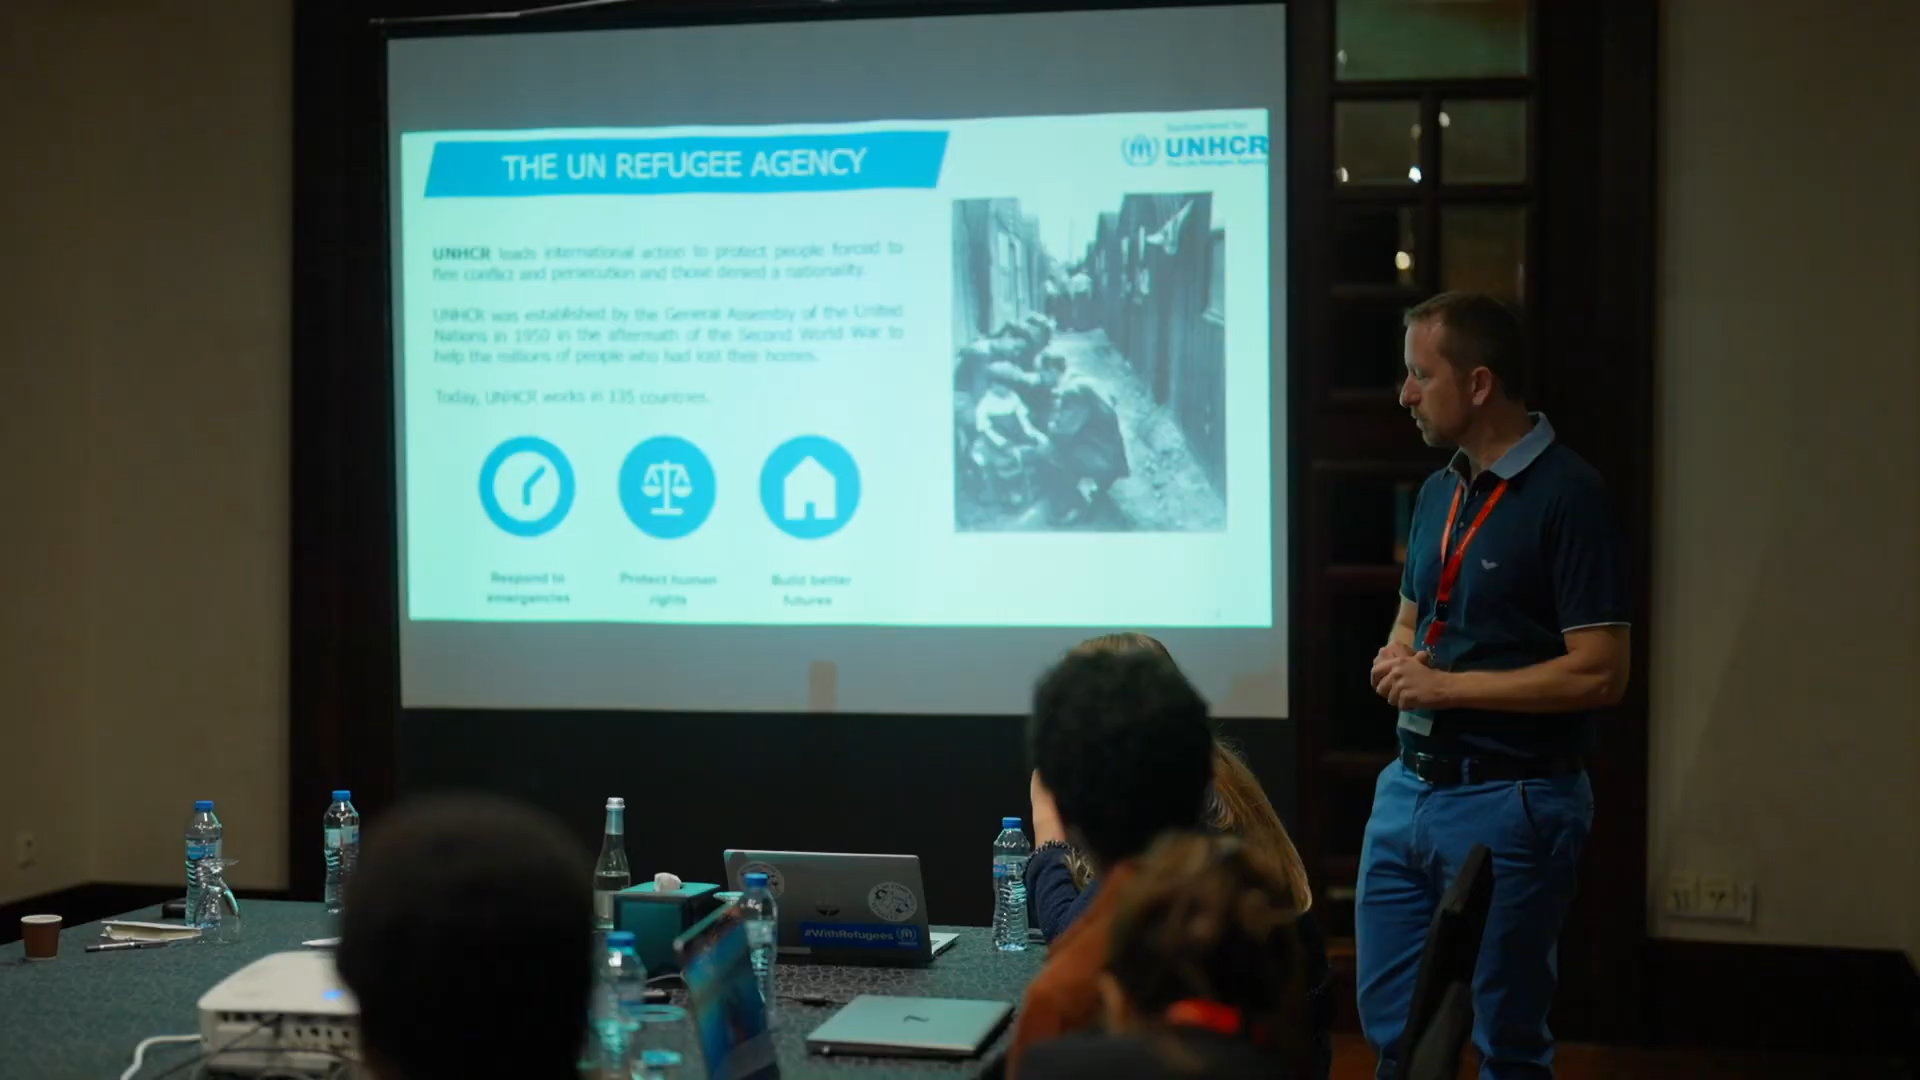 THE UN REFUGEE AGENCY
UNHCR
UNHCR leads international action to protect people forced to
flee conflict and persecution and those denied a nationality.
UNHCR was established by the General Assembly of the United
Nations in 1950 in the aftermath of the Second World War to
help the millions of people who had lost their homes.
Today, UNHCR works in 135 countries.
Respond to
emergencies
Protect human
rights
Build better
futures
#WithRefugees